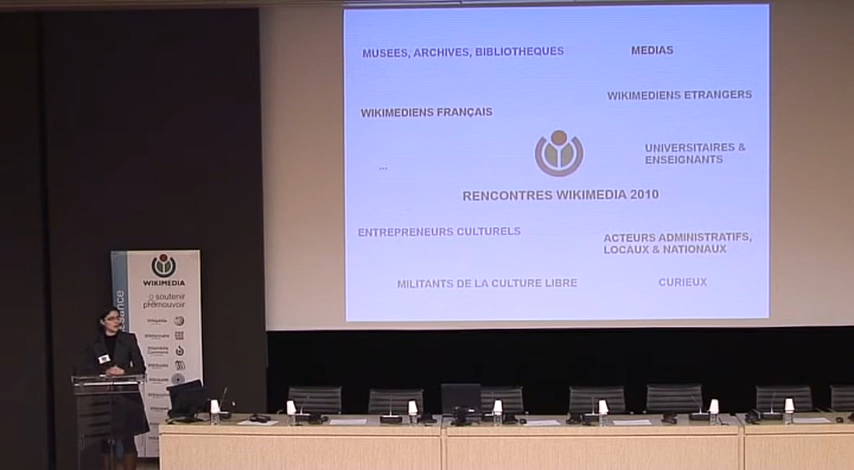 MUSEES, ARCHIVES, BIBLIOTHEQUES
MEDIAS
WIKIMEDIENS ETRANGERS
WIKIMEDIENS FRANÇAIS
UNIVERSITAIRES &
ENSEIGNANTS
...
RENCONTRES WIKIMEDIA 2010
ENTREPRENEURS CULTURELS
ACTEURS ADMINISTRATIFS,
LOCAUX & NATIONAUX
MILITANTS DE LA CULTURE LIBRE
CURIEUX
WIKIMEDIA
soutenir
promouvoir